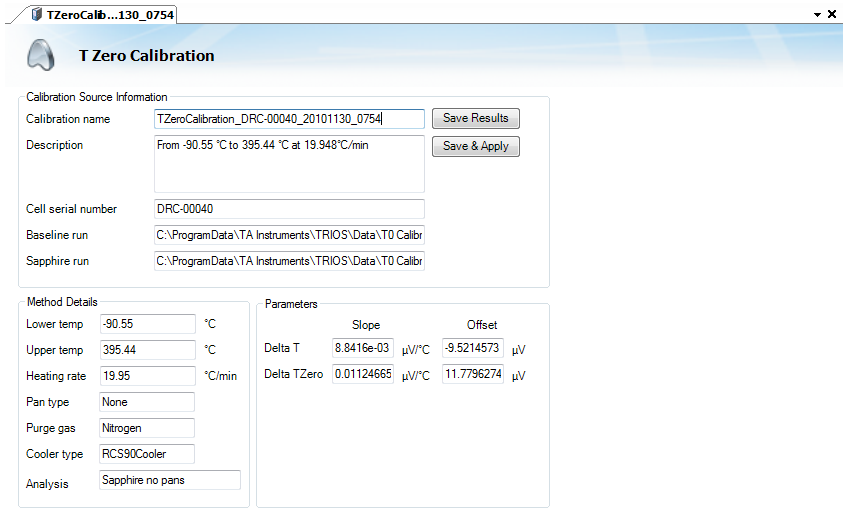 TZeroCalib...130_0754
T Zero Calibration
Calibration Source Information
Calibration name TZeroCalibration_DRC-00040_20101130_0754 Save Results
Description From -90.55 °C to 395.44 °C at 19.948°C/min Save & Apply
Cell serial number DRC-00040
Baseline run C:\ProgramData\TA Instruments\TRIOS\Data\T0 Calibr
Sapphire run C:\ProgramData\TA Instruments\TRIOS\Data\T0 Calibr
Method Details
Lower temp -90.55 °C
Upper temp 395.44 °C
Heating rate 19.95 °C/min
Pan type None
Purge gas Nitrogen
Cooler type RCS90Cooler
Analysis Sapphire no pans
Parameters
Slope Offset
Delta T 8.8416e-03 µV/°C -9.5214573 µV
Delta TZero 0.01124665 µV/°C 11.7796274 µV